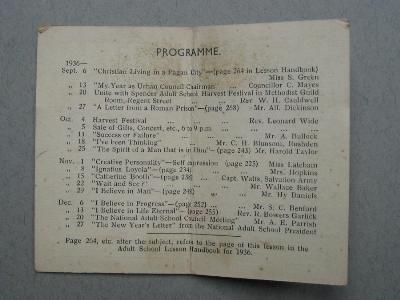 PROGRAMME.
1936—
Sept. 6 "Christian Living in a Pagan City"—(page 264 in Lesson Handbook)
Miss S. Green
„ 13 "My Year as Urban Council Chairman" ... Councillor C. Mayes
„ 20 Unite with Spencer Adult School Harvest Festival in Methodist Guild
Room, Regent Street ... Rev. W. H. Cauldwell
„ 27 "A Letter from a Roman Prison"—(page 268) Mr. Alf. Dickinson
Oct. 4 Harvest Festival ... Rev. Leonard Wide
„ 5 Sale of Gifts, Concert, etc., 6 to 9 p.m. ...
„ 11 "Success or Failure" ... Mr. A. Bullock
„ 18 "I've been Thinking" ... Mr. C. H. Blunsom, Rushden
„ 25 "The Spirit of a Man that is in Him"—(page 243) Mr. Harold Taylor
Nov. 1 "Creative Personality"—Self expression (page 225) Miss
„ 8 "Ignatius Loyola"—(page 234) ... Mrs. Hopkins
„ 15 "Catherine Booth"—(page 238) ... Capt. Watts, Salvation Army
„ 22 "Wait and See?" ... Mr. Wallace Baker
„ 29 "I Believe in Man" —(page 248) ... Mr. Hy Daniels
Dec. 6 "I Believe in Progress"—(page 252) ... Mr. S. C. Benford
„ 13 "I Believe in Life Eternal"—(page 255) Rev. R. Bowers Garlick
„ 20 "The National Adult School Council Meeting" Mr. A. E. Parrish
„ 27 "The New Year's Letter" from the National Adult School President
Page 264, etc. after the subject, refers to the page of this lesson in the
Adult School Lesson Handbook for 1936.